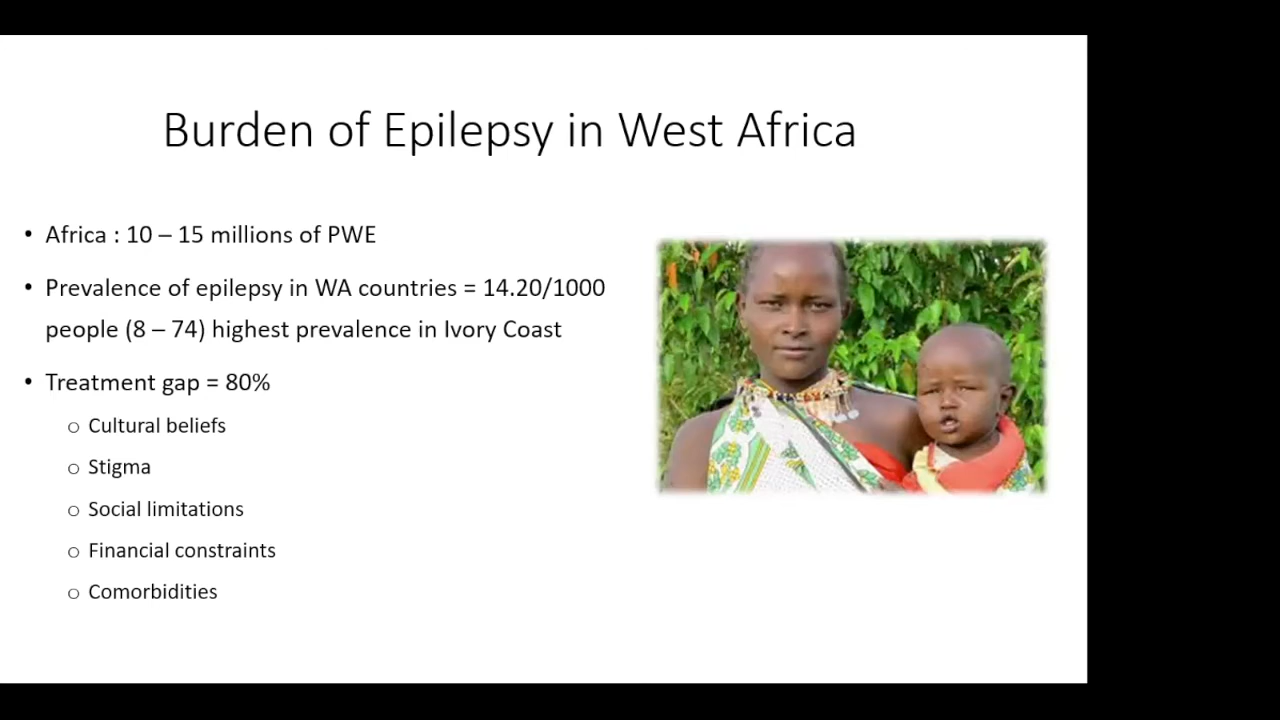 Burden of Epilepsy in West Africa
• Africa : 10 – 15 millions of PWE
• Prevalence of epilepsy in WA countries = 14.20/1000
people (8 – 74) highest prevalence in Ivory Coast
• Treatment gap = 80%
o Cultural beliefs
o Stigma
o Social limitations
o Financial constraints
o Comorbidities